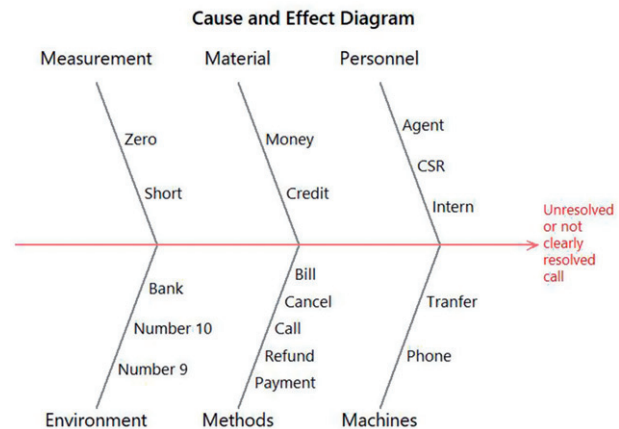 Cause and Effect Diagram
Measurement
Material
Personnel
Zero
Short
Money
Credit
Agent
CSR
Intern
Unresolved
or not
clearly
resolved
call
Bank
Number 10
Number 9
Bill
Cancel
Call
Refund
Payment
Tranfer
Phone
Environment
Methods
Machines